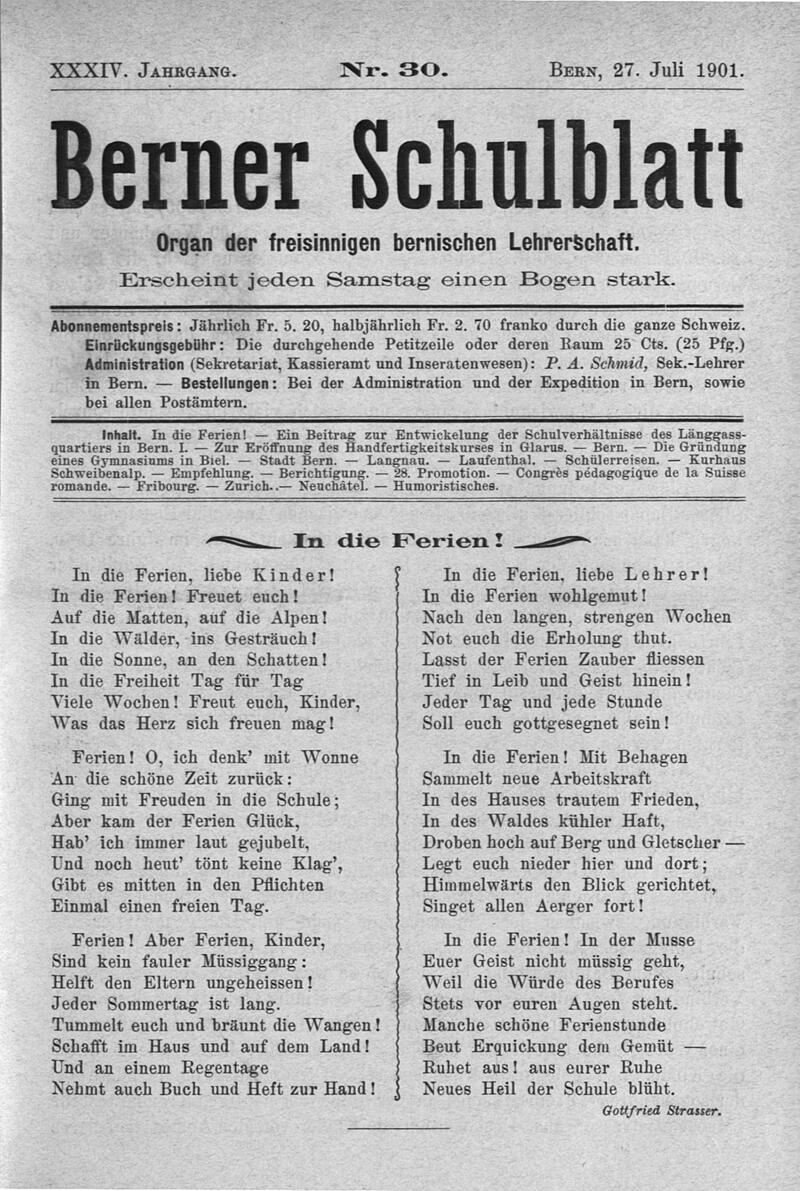 XXXIV. Jahrgang.
Nr. 30.
Bern, 27. Juli 1901.
Berner Schulblatt
Organ der freisinnigen bernischen Lehrerschaft.
Erscheint jeden Samstag einen Bogen stark.
Abonnementspreis: Jährlich Fr. 5. 20, halbjährlich Fr. 2. 70 franko durch die ganze Schweiz.
Einrückungsgebühr: Die durchgehende Petitzeile oder deren Raum 25 Cts. (25 Pfg.)
Administration (Sekretariat, Kassieramt und Inseratenwesen): P. A. Schmid, Sek.-Lehrer
in Bern. — Bestellungen: Bei der Administration und der Expedition in Bern, sowie
bei allen Postämtern.
Inhalt. In die Ferien! — Ein Beitrag zur Entwickelung der Schulverhältnisse des Länggass-
quartiers in Bern. I. — Zur Eröffnung des Handfertigkeitskurses in Glarus. — Bern. — Die Gründung
eines Gymnasiums in Biel. — Stadt Bern. — Langnau. — Laufenthal. — Schülerreisen. — Kurhaus
Schweibenalp. — Empfehlung. — Berichtigung. — 28. Promotion. — Congrès pédagogique de la Suisse
romande. — Fribourg. — Zurich. — Neuchâtel. — Humoristisches.
In die Ferien!
In die Ferien, liebe Kinder!
In die Ferien! Freuet euch!
Auf die Matten, auf die Alpen!
In die Wälder, ins Gesträuch!
In die Sonne, an den Schatten!
In die Freiheit Tag für Tag
Viele Wochen! Freut euch, Kinder,
Was das Herz sich freuen mag!
Ferien! O, ich denk' mit Wonne
An die schöne Zeit zurück:
Ging mit Freuden in die Schule;
Aber kam der Ferien Glück,
Hab' ich immer laut gejubelt,
Und noch heut' tönt keine Klag',
Gibt es mitten in den Pflichten
Einmal einen freien Tag.
Ferien! Aber Ferien, Kinder,
Sind kein fauler Müssiggang:
Helft den Eltern ungeheissen!
Jeder Sommertag ist lang.
Tummelt euch und bräunt die Wangen!
Schafft im Haus und auf dem Land!
Und an einem Regentage
Nehmt auch Buch und Heft zur Hand!
In die Ferien, liebe Lehrer!
In die Ferien wohlgemut!
Nach den langen, strengen Wochen
Not euch die Erholung thut.
Lasst der Ferien Zauber fliessen
Tief in Leib und Geist hinein!
Jeder Tag und jede Stunde
Soll euch gottgesegnet sein!
In die Ferien! Mit Behagen
Sammelt neue Arbeitskraft
In des Hauses trautem Frieden,
In des Waldes kühler Haft,
Droben hoch auf Berg und Gletscher —
Legt euch nieder hier und dort;
Himmelwärts den Blick gerichtet,
Singet allen Aerger fort!
In die Ferien! In der Musse
Euer Geist nicht müssig geht,
Weil die Würde des Berufes
Stets vor euren Augen steht.
Manche schöne Ferienstunde
Beut Erquickung dem Gemüt —
Ruhet aus! aus eurer Ruhe
Neues Heil der Schule blüht.
Gottfried Strasser.